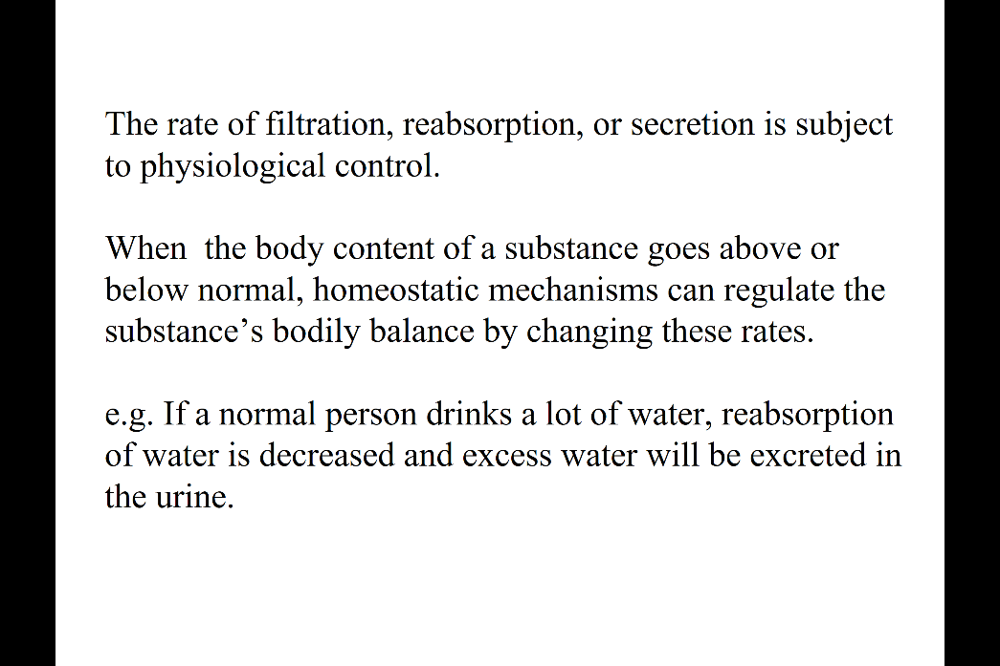 The rate of filtration, reabsorption, or secretion is subject
to physiological control.
When  the body content of a substance goes above or
below normal, homeostatic mechanisms can regulate the
substance’s bodily balance by changing these rates.
e.g. If a normal person drinks a lot of water, reabsorption
of water is decreased and excess water will be excreted in
the urine.